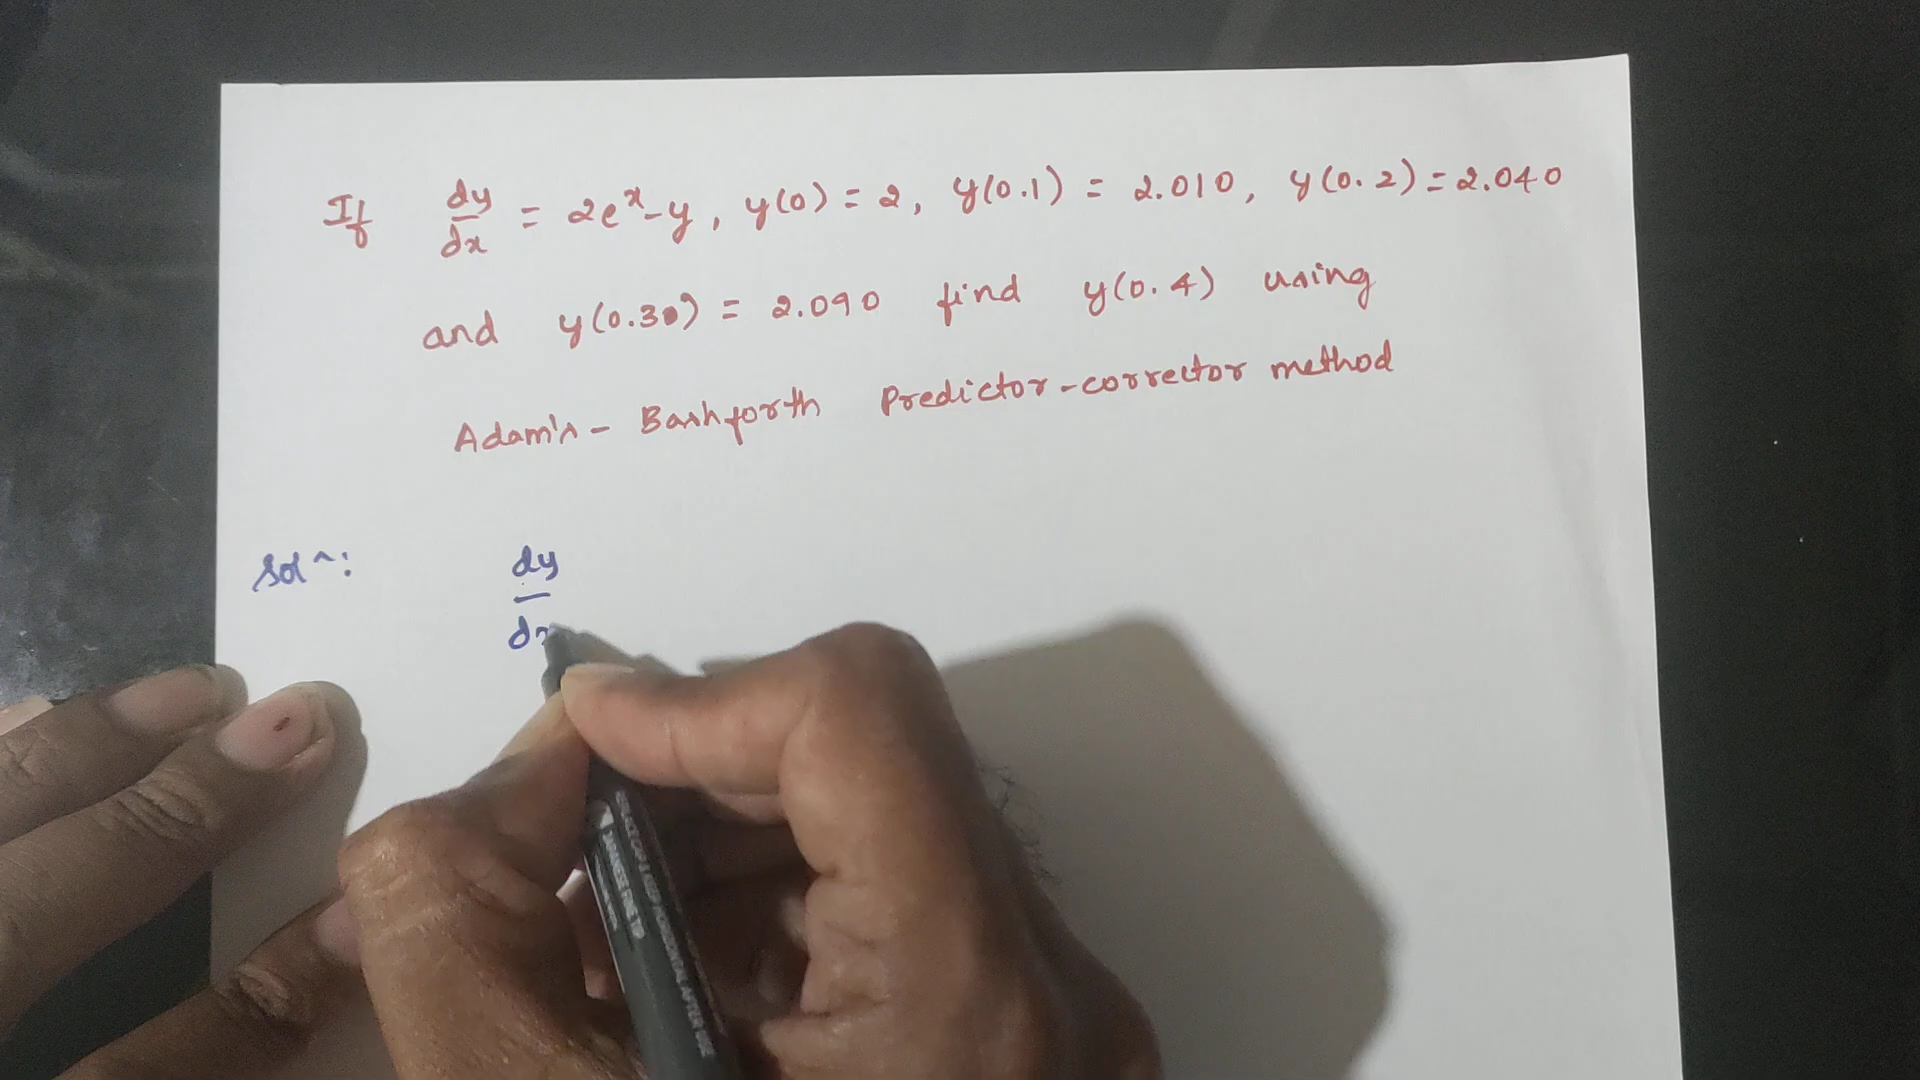 If dy/dx = 2e^x - y, y(0) = 2, y(0.1) = 2.010, y(0.2) = 2.040
and y(0.30) = 2.090 find y(0.4) using
Adam's - Bashforth Predictor-corrector method
Sol^n:
dy
dx